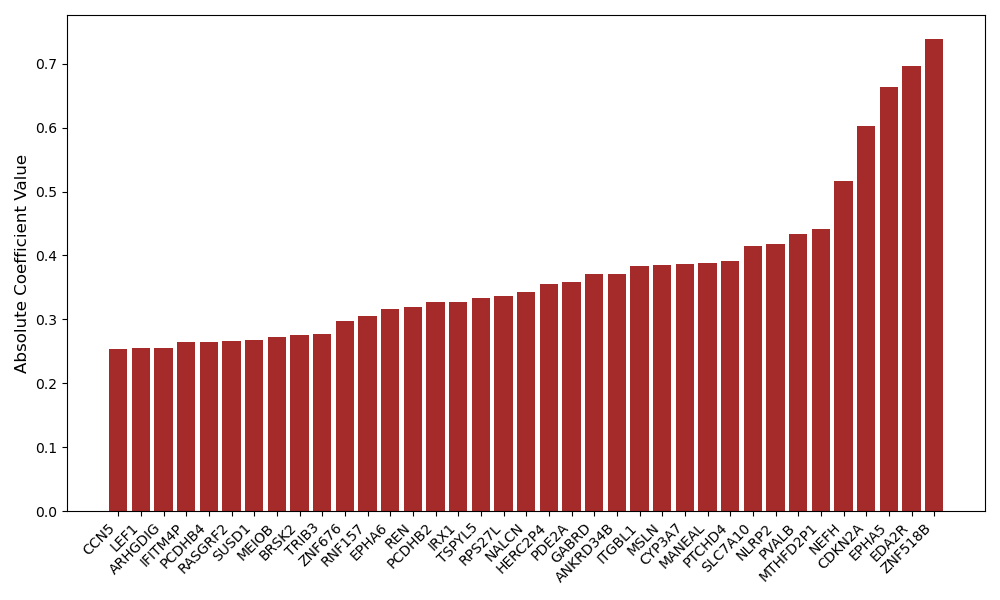 Absolute Coefficient Value
0.7
0.6
0.5
0.4
0.3
0.2
0.1
0.0
CCN5
LEF1
ARHGDIG
IFITM4P
PCDHB4
RASGRF2
SUSD1
MEIOB
BRSK2
TRIB3
ZNF676
RNF157
EPHA6
REN
PCDHB2
IRX1
TSPYL5
RPS27L
NALCN
HERC2P4
PDE2A
GABRD
ANKRD34B
ITGBL1
MSLN
CYP3A7
MANEAL
PTCHD4
SLC7A10
NLRP2
PVALB
MTHFD2P1
NEFH
CDKN2A
EPHA5
EDA2R
ZNF518B